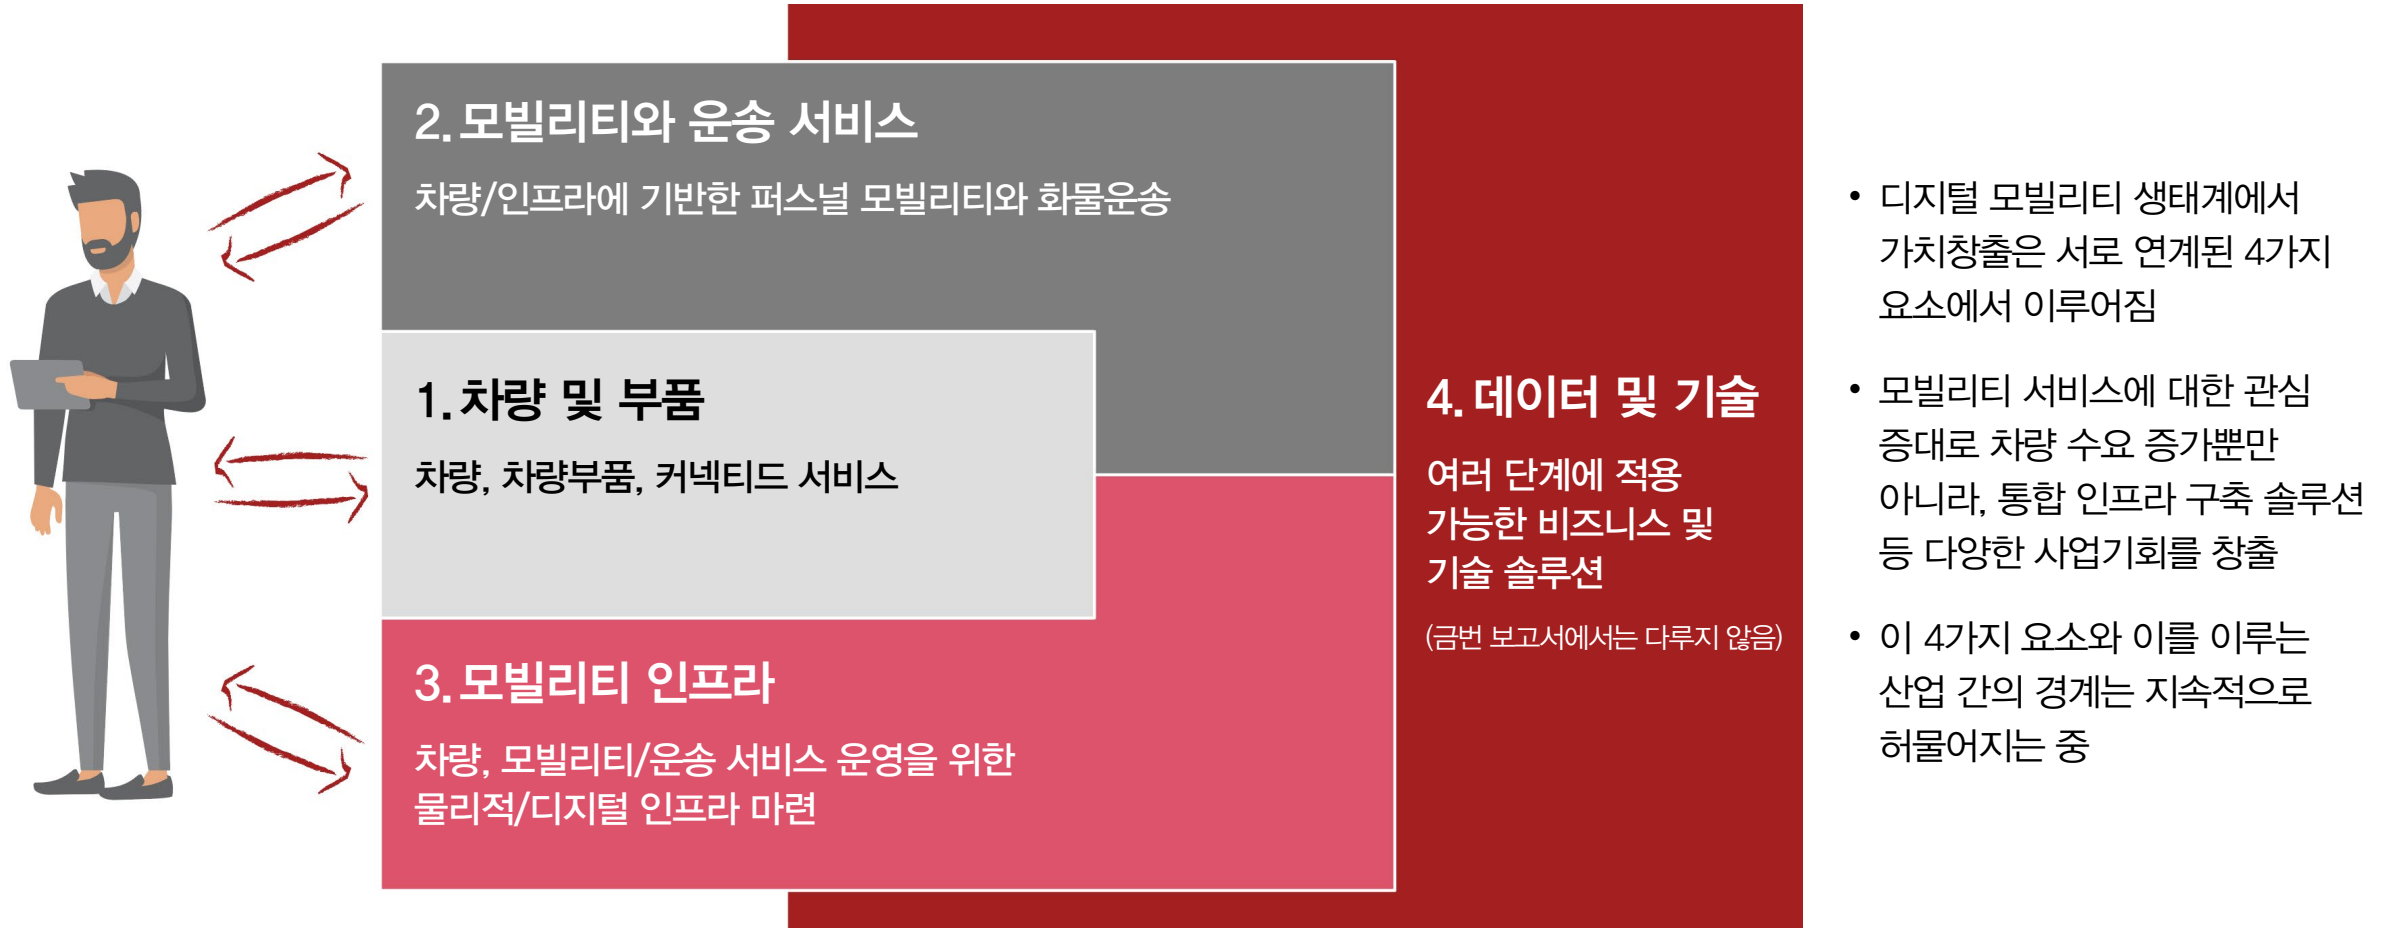 2. 모빌리티와 운송 서비스
차량/인프라에 기반한 퍼스널 모빌리티와 화물운송
1. 차량 및 부품
차량, 차량부품, 커넥티드 서비스
3. 모빌리티 인프라
차량, 모빌리티/운송 서비스 운영을 위한
물리적/디지털 인프라 마련
4. 데이터 및 기술
여러 단계에 적용
가능한 비즈니스 및
기술 솔루션
(금번 보고서에서는 다루지 않음)
• 디지털 모빌리티 생태계에서
가치창출은 서로 연계된 4가지
요소에서 이루어짐
• 모빌리티 서비스에 대한 관심
증대로 차량 수요 증가뿐만
아니라, 통합 인프라 구축 솔루션
등 다양한 사업기회를 창출
• 이 4가지 요소와 이를 이루는
산업 간의 경계는 지속적으로
허물어지는 중